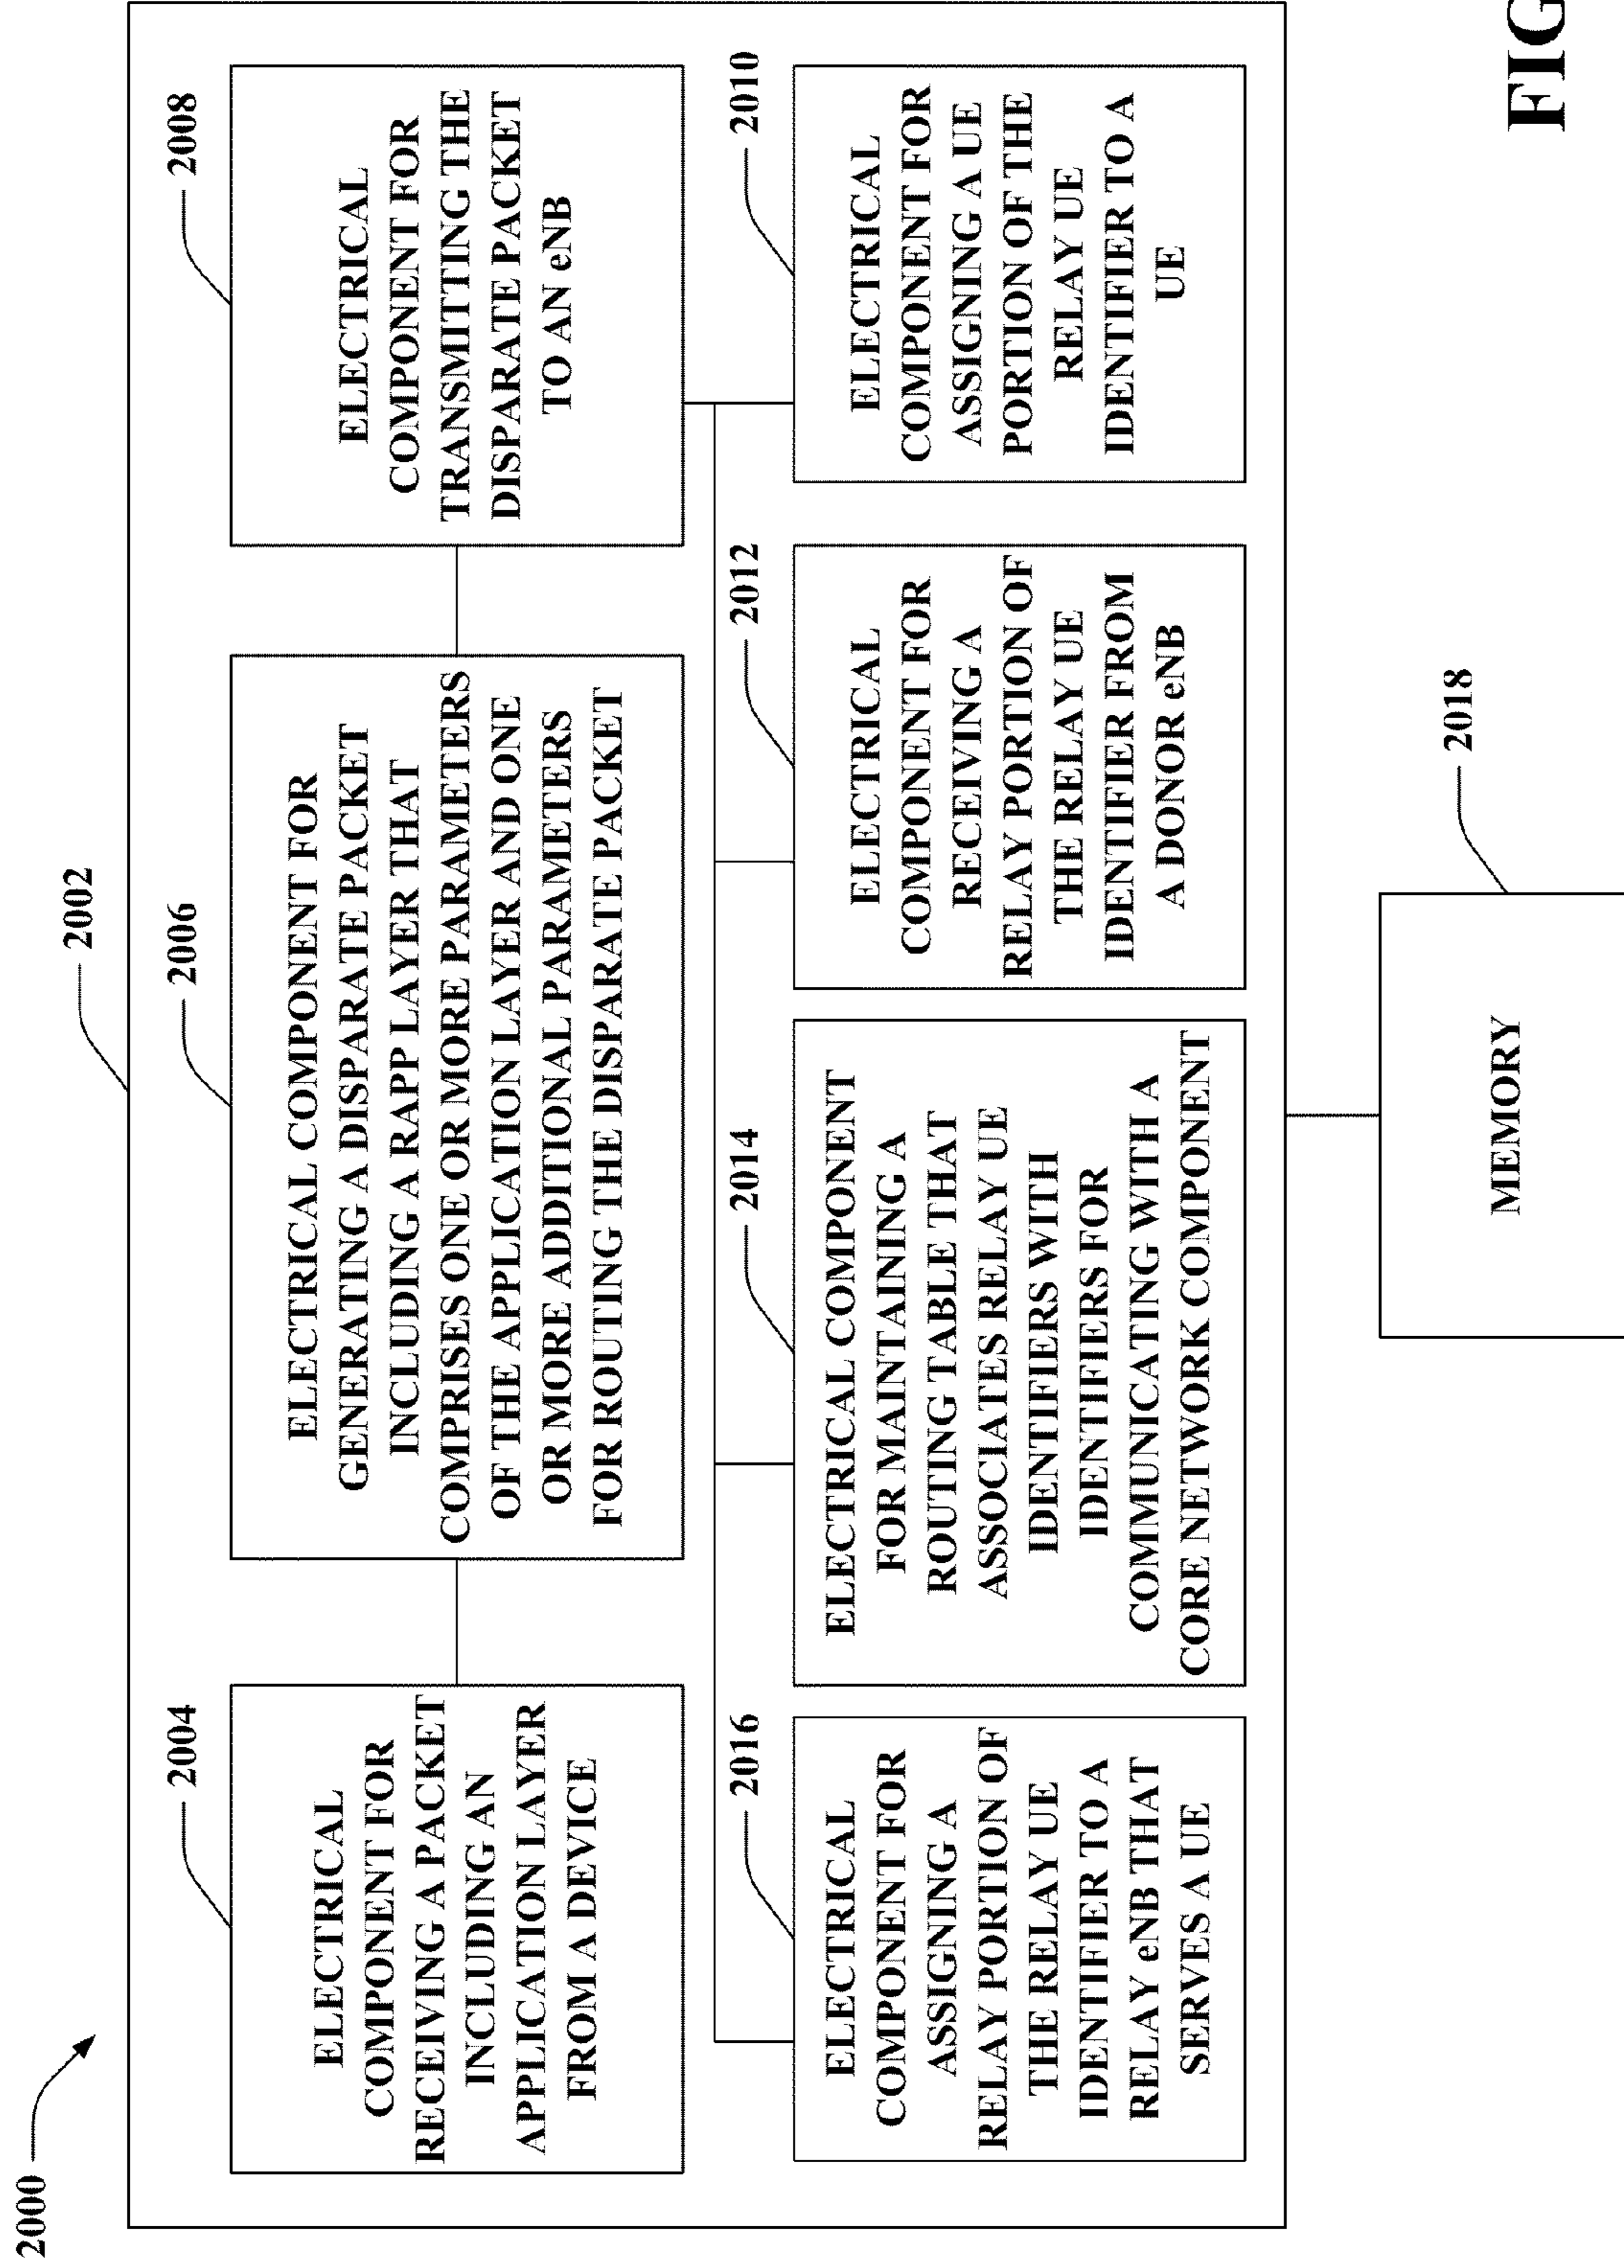 2000
2002
2004
ELECTRICAL
COMPONENT FOR
RECEIVING A PACKET
INCLUDING AN
APPLICATION LAYER
FROM A DEVICE
2006
ELECTRICAL COMPONENT FOR
GENERATING A DISPARATE PACKET
INCLUDING A RAPP LAYER THAT
COMPRISES ONE OR MORE PARAMETERS
OF THE APPLICATION LAYER AND ONE
OR MORE ADDITIONAL PARAMETERS
FOR ROUTING THE DISPARATE PACKET
2008
ELECTRICAL
COMPONENT FOR
TRANSMITTING THE
DISPARATE PACKET
TO AN eNB
2016
ELECTRICAL
COMPONENT FOR
ASSIGNING A
RELAY PORTION OF
THE RELAY UE
IDENTIFIER TO A
RELAY eNB THAT
SERVES A UE
2014
ELECTRICAL COMPONENT
FOR MAINTAINING A
ROUTING TABLE THAT
ASSOCIATES RELAY UE
IDENTIFIERS WITH
IDENTIFIERS FOR
COMMUNICATING WITH A
CORE NETWORK COMPONENT
2012
ELECTRICAL
COMPONENT FOR
RECEIVING A
RELAY PORTION OF
THE RELAY UE
IDENTIFIER FROM
A DONOR eNB
2010
ELECTRICAL
COMPONENT FOR
ASSIGNING A UE
PORTION OF THE
RELAY UE
IDENTIFIER TO A
UE
2018
MEMORY
FIG